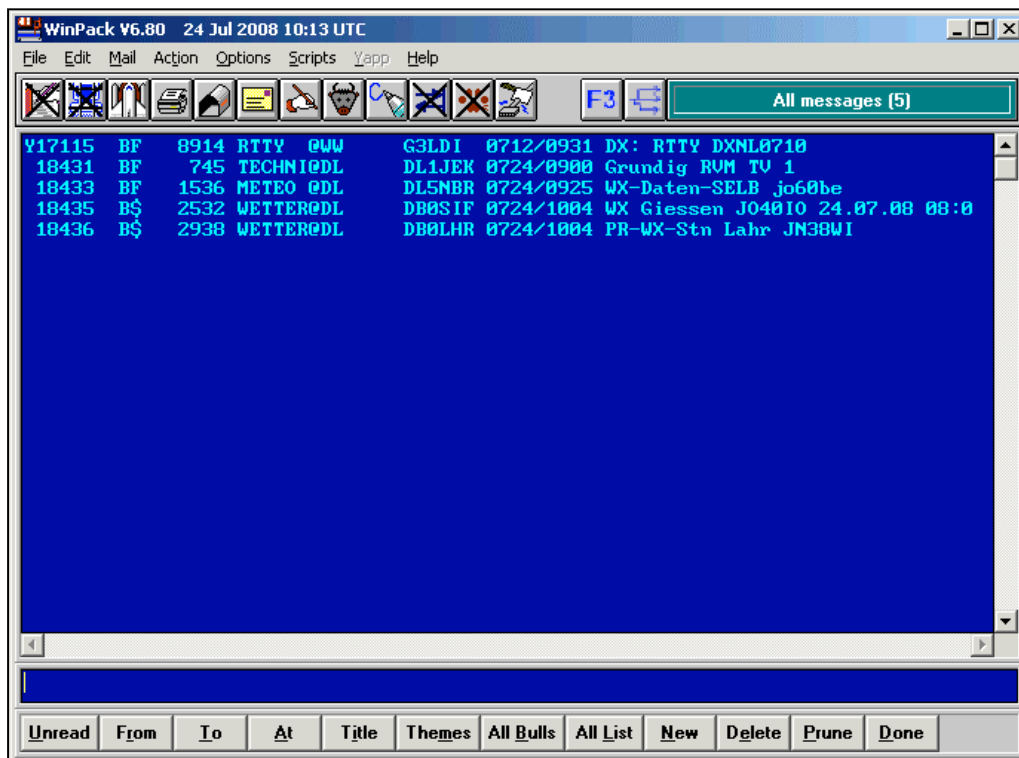 WinPack V6.80 24 Jul 2008 10:13 UTC
File Edit Mail Action Options Scripts Yapp Help
F3 All messages (5)
Y17115 BF 8914 RTTY @WW G3LDI 0712/0931 DX: RTTY DXNL0710
18431 BF 745 TECHNI@DL DL1JEK 0724/0900 Grundig RVM TV 1
18433 BF 1536 METEO @DL DL5NBR 0724/0925 WX-Daten-SELB jo60be
18435 B$ 2532 WETTER@DL DB0SIF 0724/1004 WX Giessen JO40IO 24.07.08 08:0
18436 B$ 2938 WETTER@DL DB0LHR 0724/1004 PR-WX-Stn Lahr JN38WI
Unread From To At Title Themes All Bulls All List New Delete Prune Done